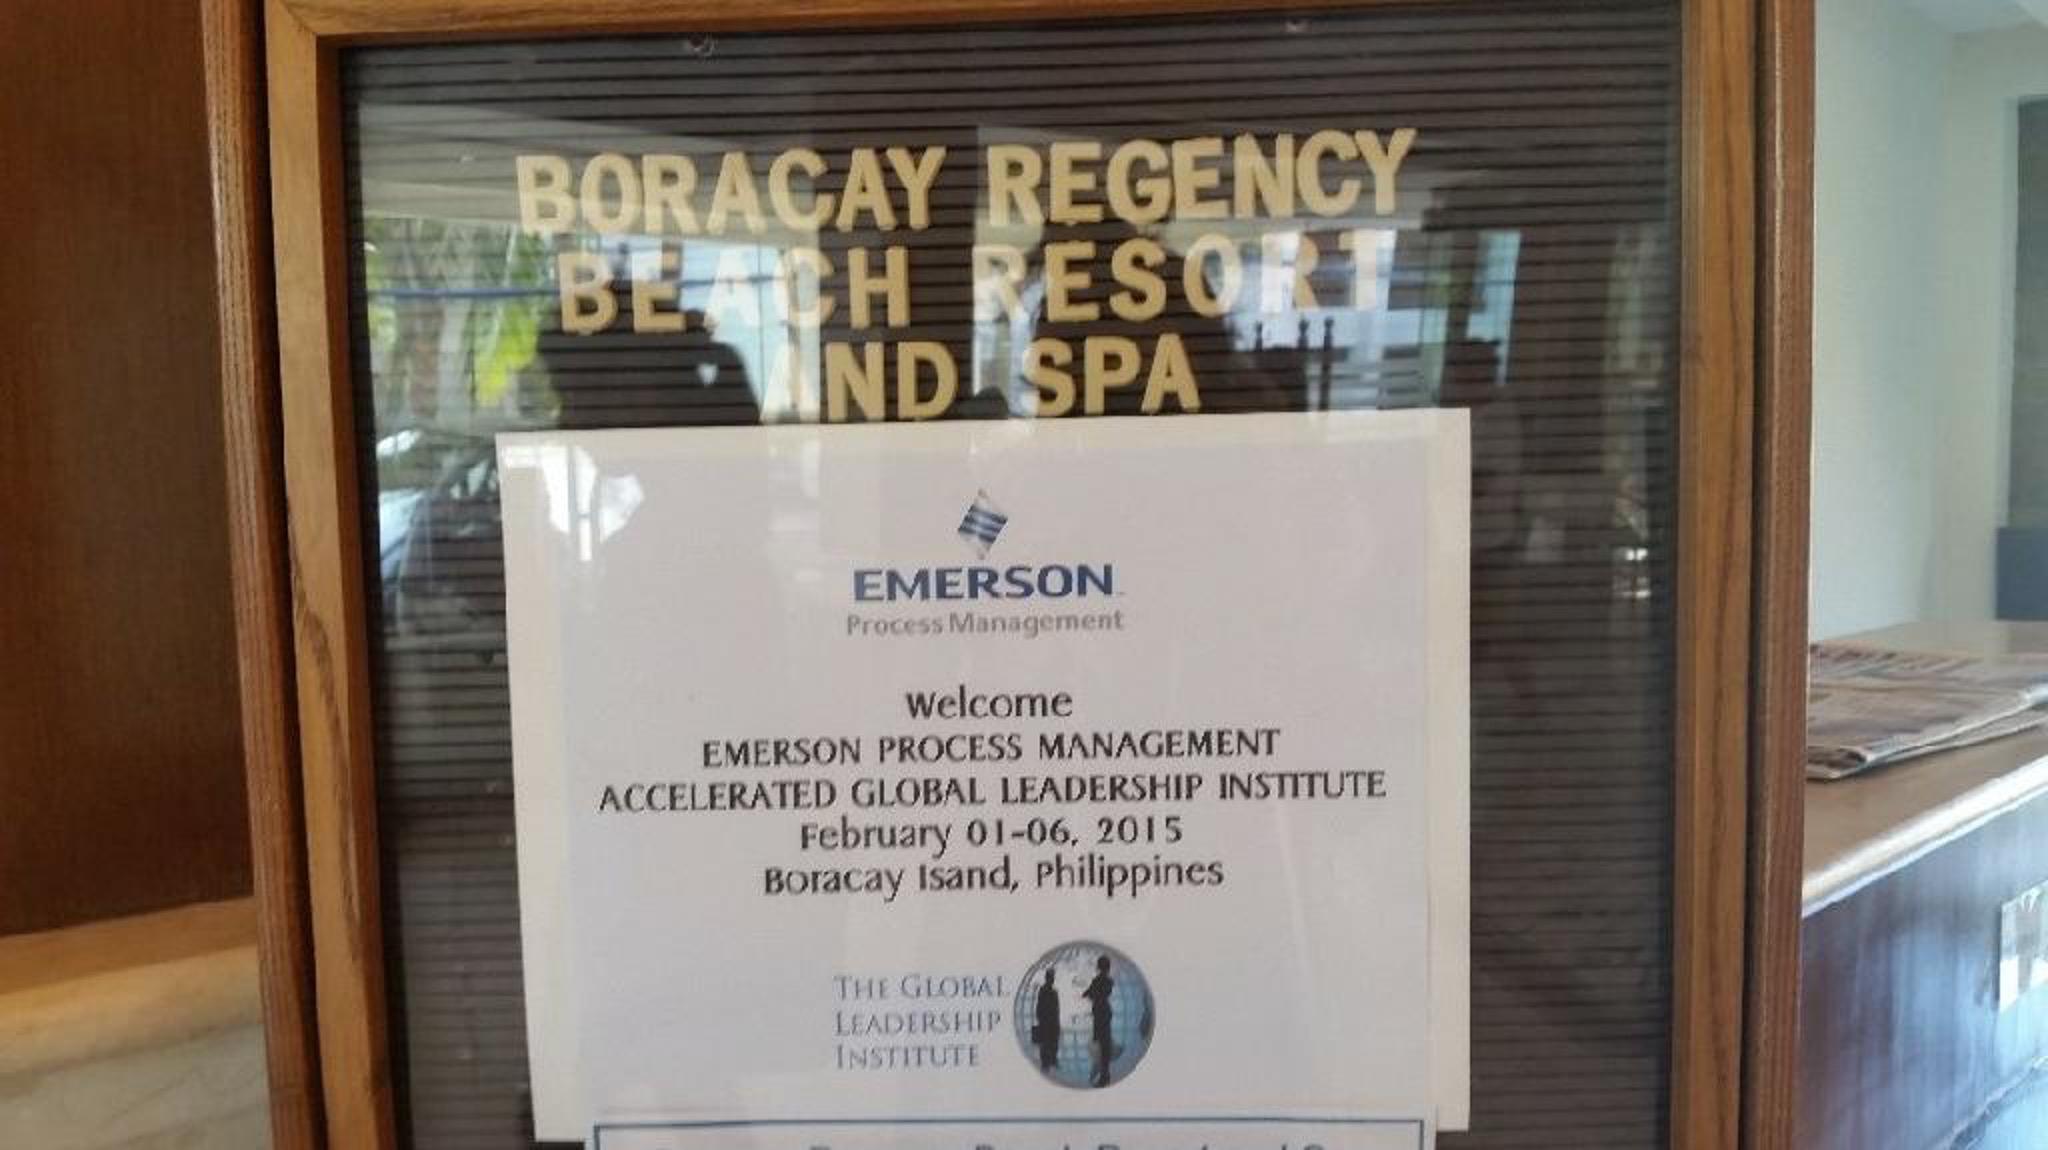 BORACAY REGENCY
BEACH RESORT
AND SPA
EMERSON
Process Management
Welcome
EMERSON PROCESS MANAGEMENT
ACCELERATED GLOBAL LEADERSHIP INSTITUTE
February 01-06, 2015
Boracay Isand, Philippines
THE GLOBAL
LEADERSHIP
INSTITUTE